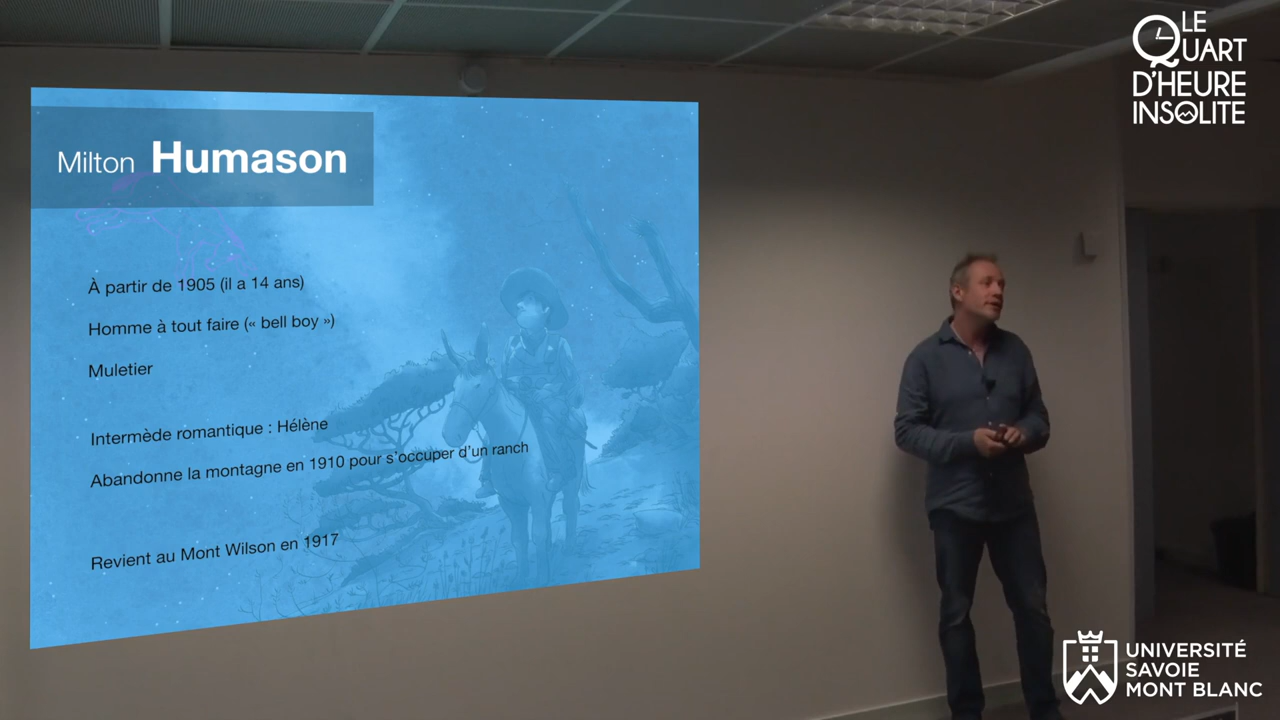 LE
QUART
D'HEURE
INSOLITE
Milton Humason
À partir de 1905 (il a 14 ans)
Homme à tout faire (« bell boy »)
Muletier
Intermède romantique : Hélène
Abandonne la montagne en 1910 pour s'occuper d'un ranch
Revient au Mont Wilson en 1917
UNIVERSITÉ
SAVOIE
MONT BLANC